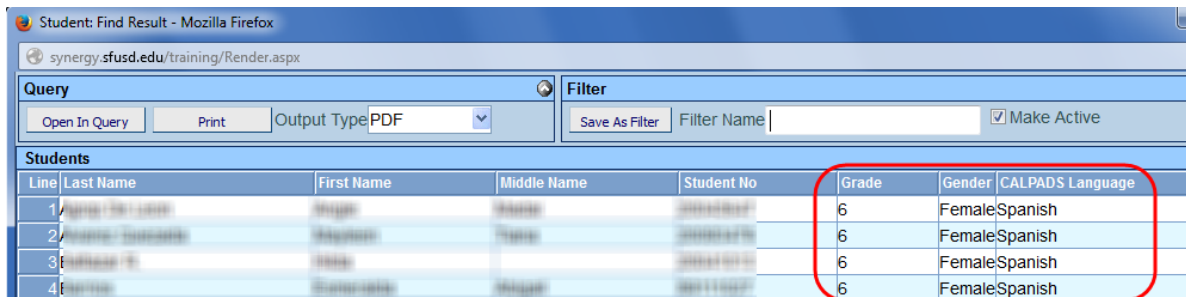 Student: Find Result - Mozilla Firefox
synergy.sfusd.edu/training/Render.aspx
Query Filter
Open In Query Print Output Type PDF Save As Filter Filter Name Make Active
Students
Line Last Name First Name Middle Name Student No Grade Gender CALPADS Language
1 6 Female Spanish
2 6 Female Spanish
3 6 Female Spanish
4 6 Female Spanish